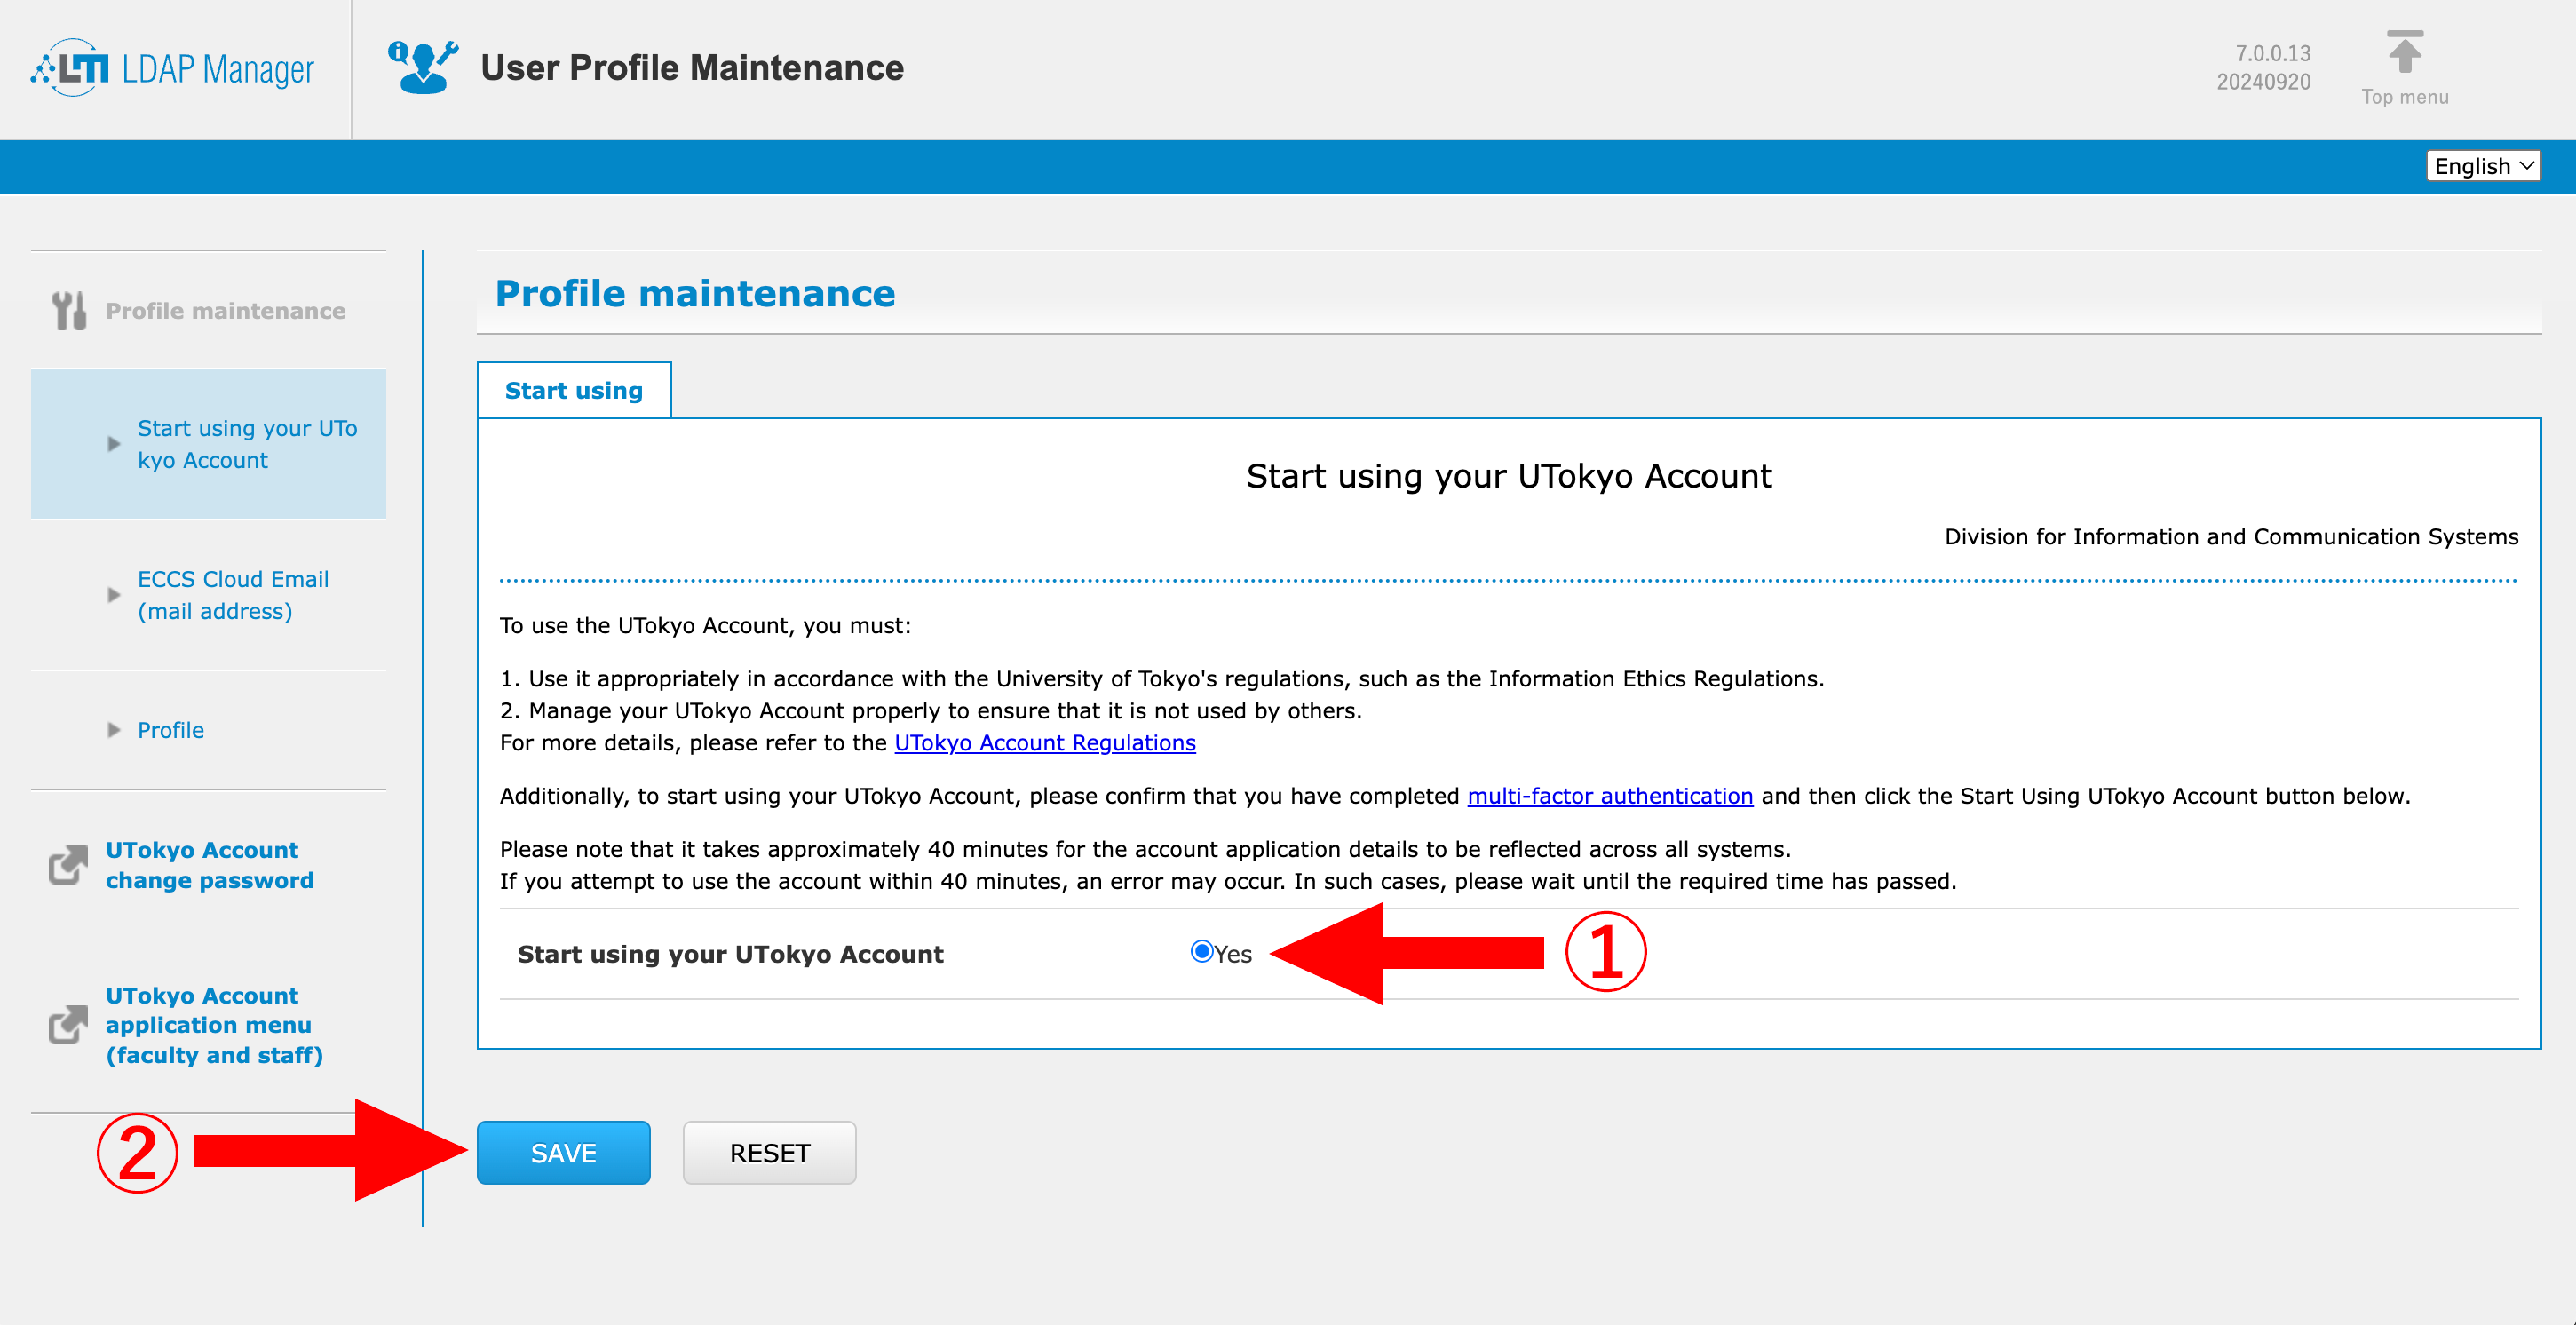 LTI LDAP Manager
User Profile Maintenance
7.0.0.13
20240920
Top menu
English
Profile maintenance
Start using your UTo
kyo Account
ECCS Cloud Email
(mail address)
Profile
UTokyo Account
change password
UTokyo Account
application menu
(faculty and staff)
Profile maintenance
Start using
Start using your UTokyo Account
Division for Information and Communication Systems
To use the UTokyo Account, you must:
1. Use it appropriately in accordance with the University of Tokyo's regulations, such as the Information Ethics Regulations.
2. Manage your UTokyo Account properly to ensure that it is not used by others.
For more details, please refer to the UTokyo Account Regulations
Additionally, to start using your UTokyo Account, please confirm that you have completed multi-factor authentication and then click the Start Using UTokyo Account button below.
Please note that it takes approximately 40 minutes for the account application details to be reflected across all systems.
If you attempt to use the account within 40 minutes, an error may occur. In such cases, please wait until the required time has passed.
Start using your UTokyo Account Yes ①
② SAVE RESET